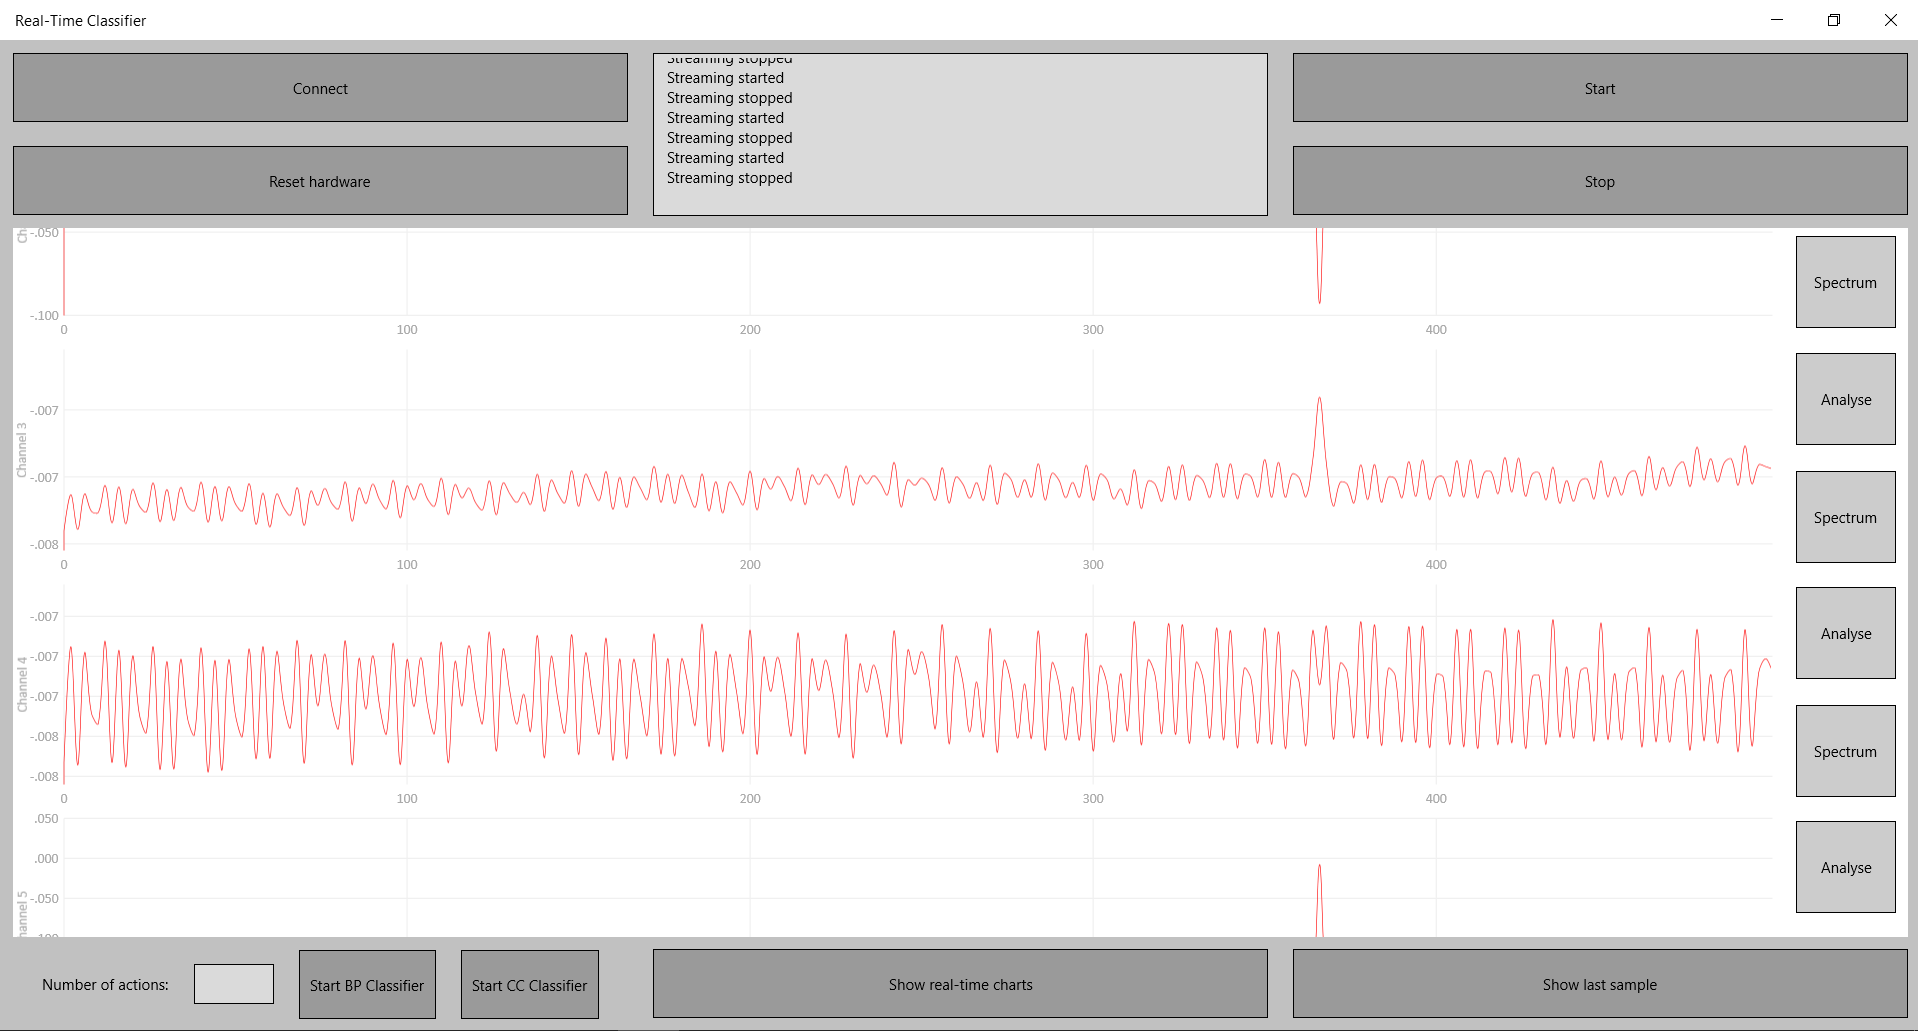 Real-Time Classifier
Connect
Reset hardware
Streaming stopped
Streaming started
Streaming stopped
Streaming started
Streaming stopped
Streaming started
Streaming stopped
Start
Stop
Ch
-.050
-.100
0 100 200 300 400
Spectrum
Channel 3
-.007
-.007
-.008
0 100 200 300 400
Analyse
Spectrum
Channel 4
-.007
-.007
-.007
-.008
-.008
0 100 200 300 400
Analyse
Spectrum
hannel 5
.050
.000
-.050
-.100
Analyse
Number of actions:
Start BP Classifier
Start CC Classifier
Show real-time charts
Show last sample